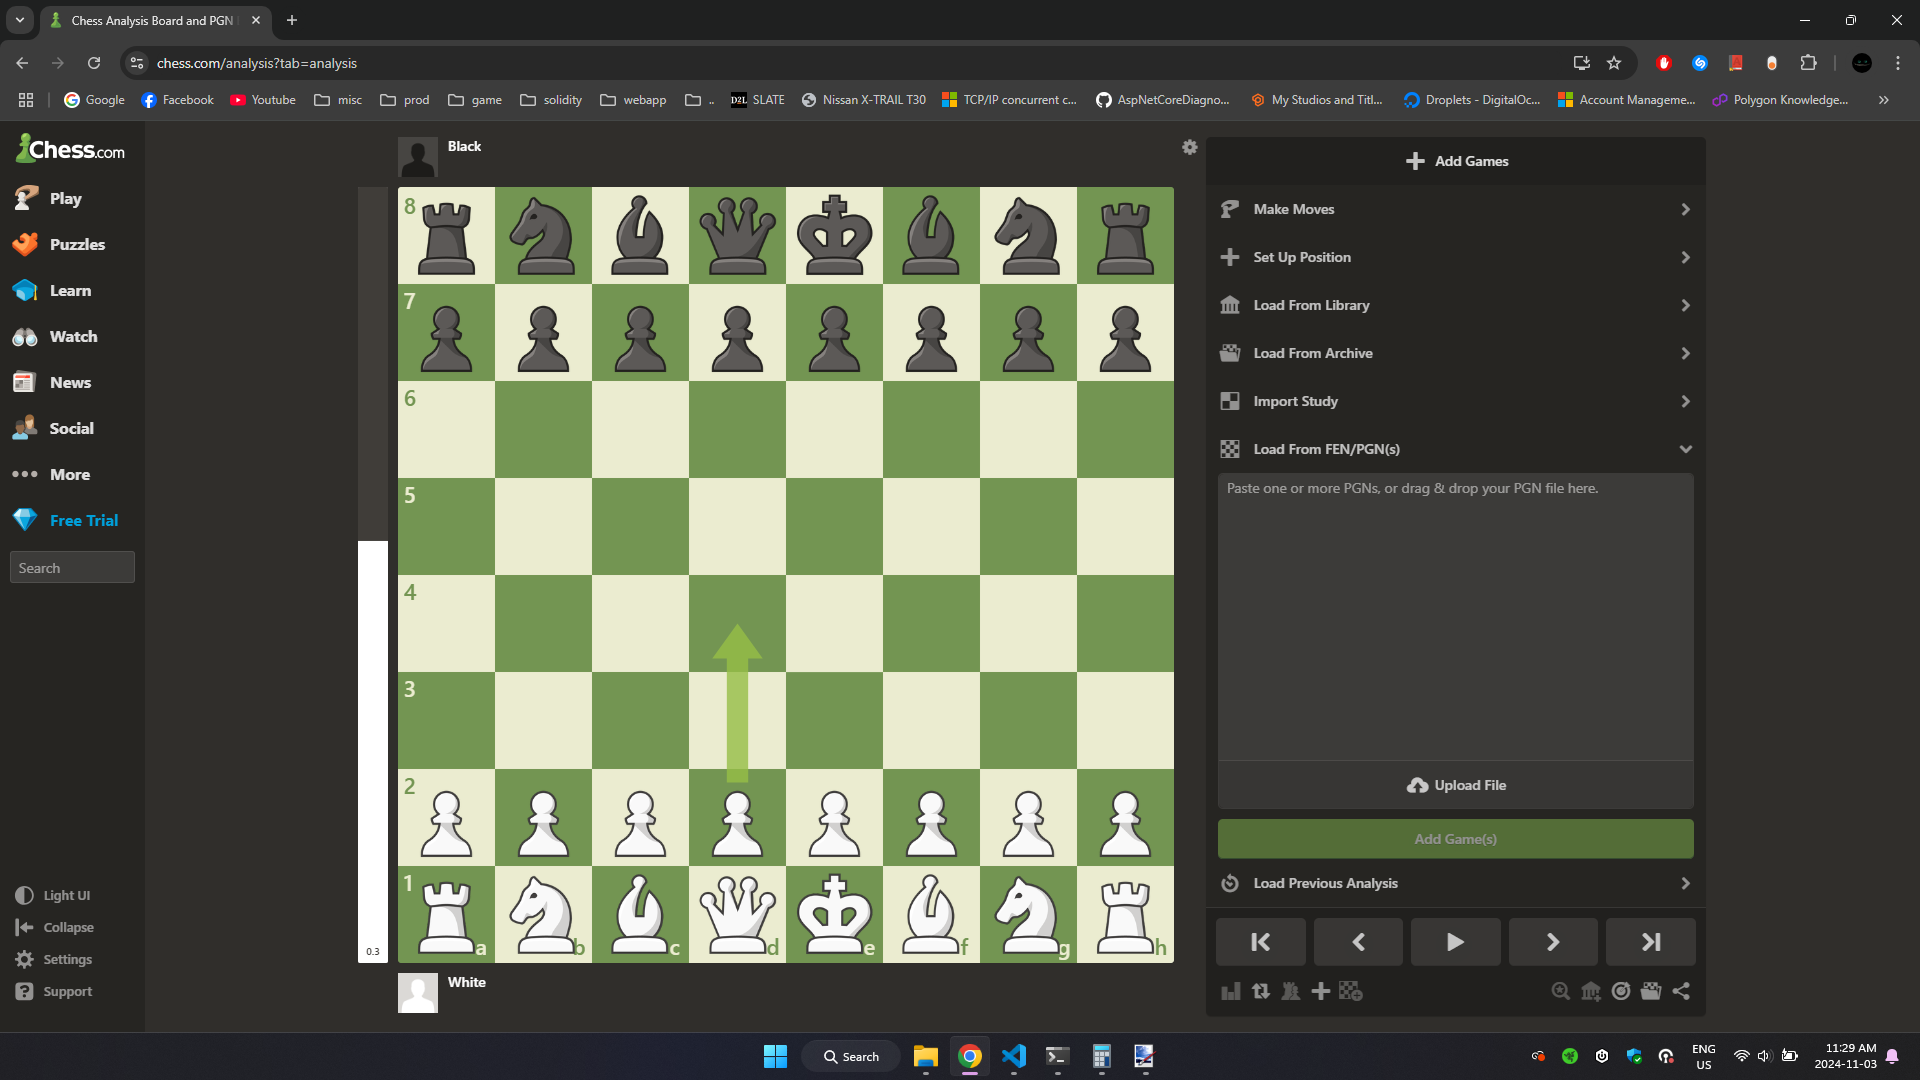 Chess Analysis Board and PGN
chess.com/analysis?tab=analysis
Google
Facebook
Youtube
misc
prod
game
solidity
webapp
..
D2L SLATE
Nissan X-TRAIL T30
TCP/IP concurrent c...
AspNetCoreDiagno...
My Studios and Titl...
Droplets - DigitalOc...
Account Manageme...
Polygon Knowledge...
Chess.com
Play
Puzzles
Learn
Watch
News
Social
More
Free Trial
Search
Light UI
Collapse
Settings
Support
Black
8
7
6
5
4
3
2
1
a b c d e f g h
0.3
White
Add Games
Make Moves
Set Up Position
Load From Library
Load From Archive
Import Study
Load From FEN/PGN(s)
Paste one or more PGNs, or drag & drop your PGN file here.
Upload File
Add Game(s)
Load Previous Analysis
Search
ENG
US
11:29 AM
2024-11-03